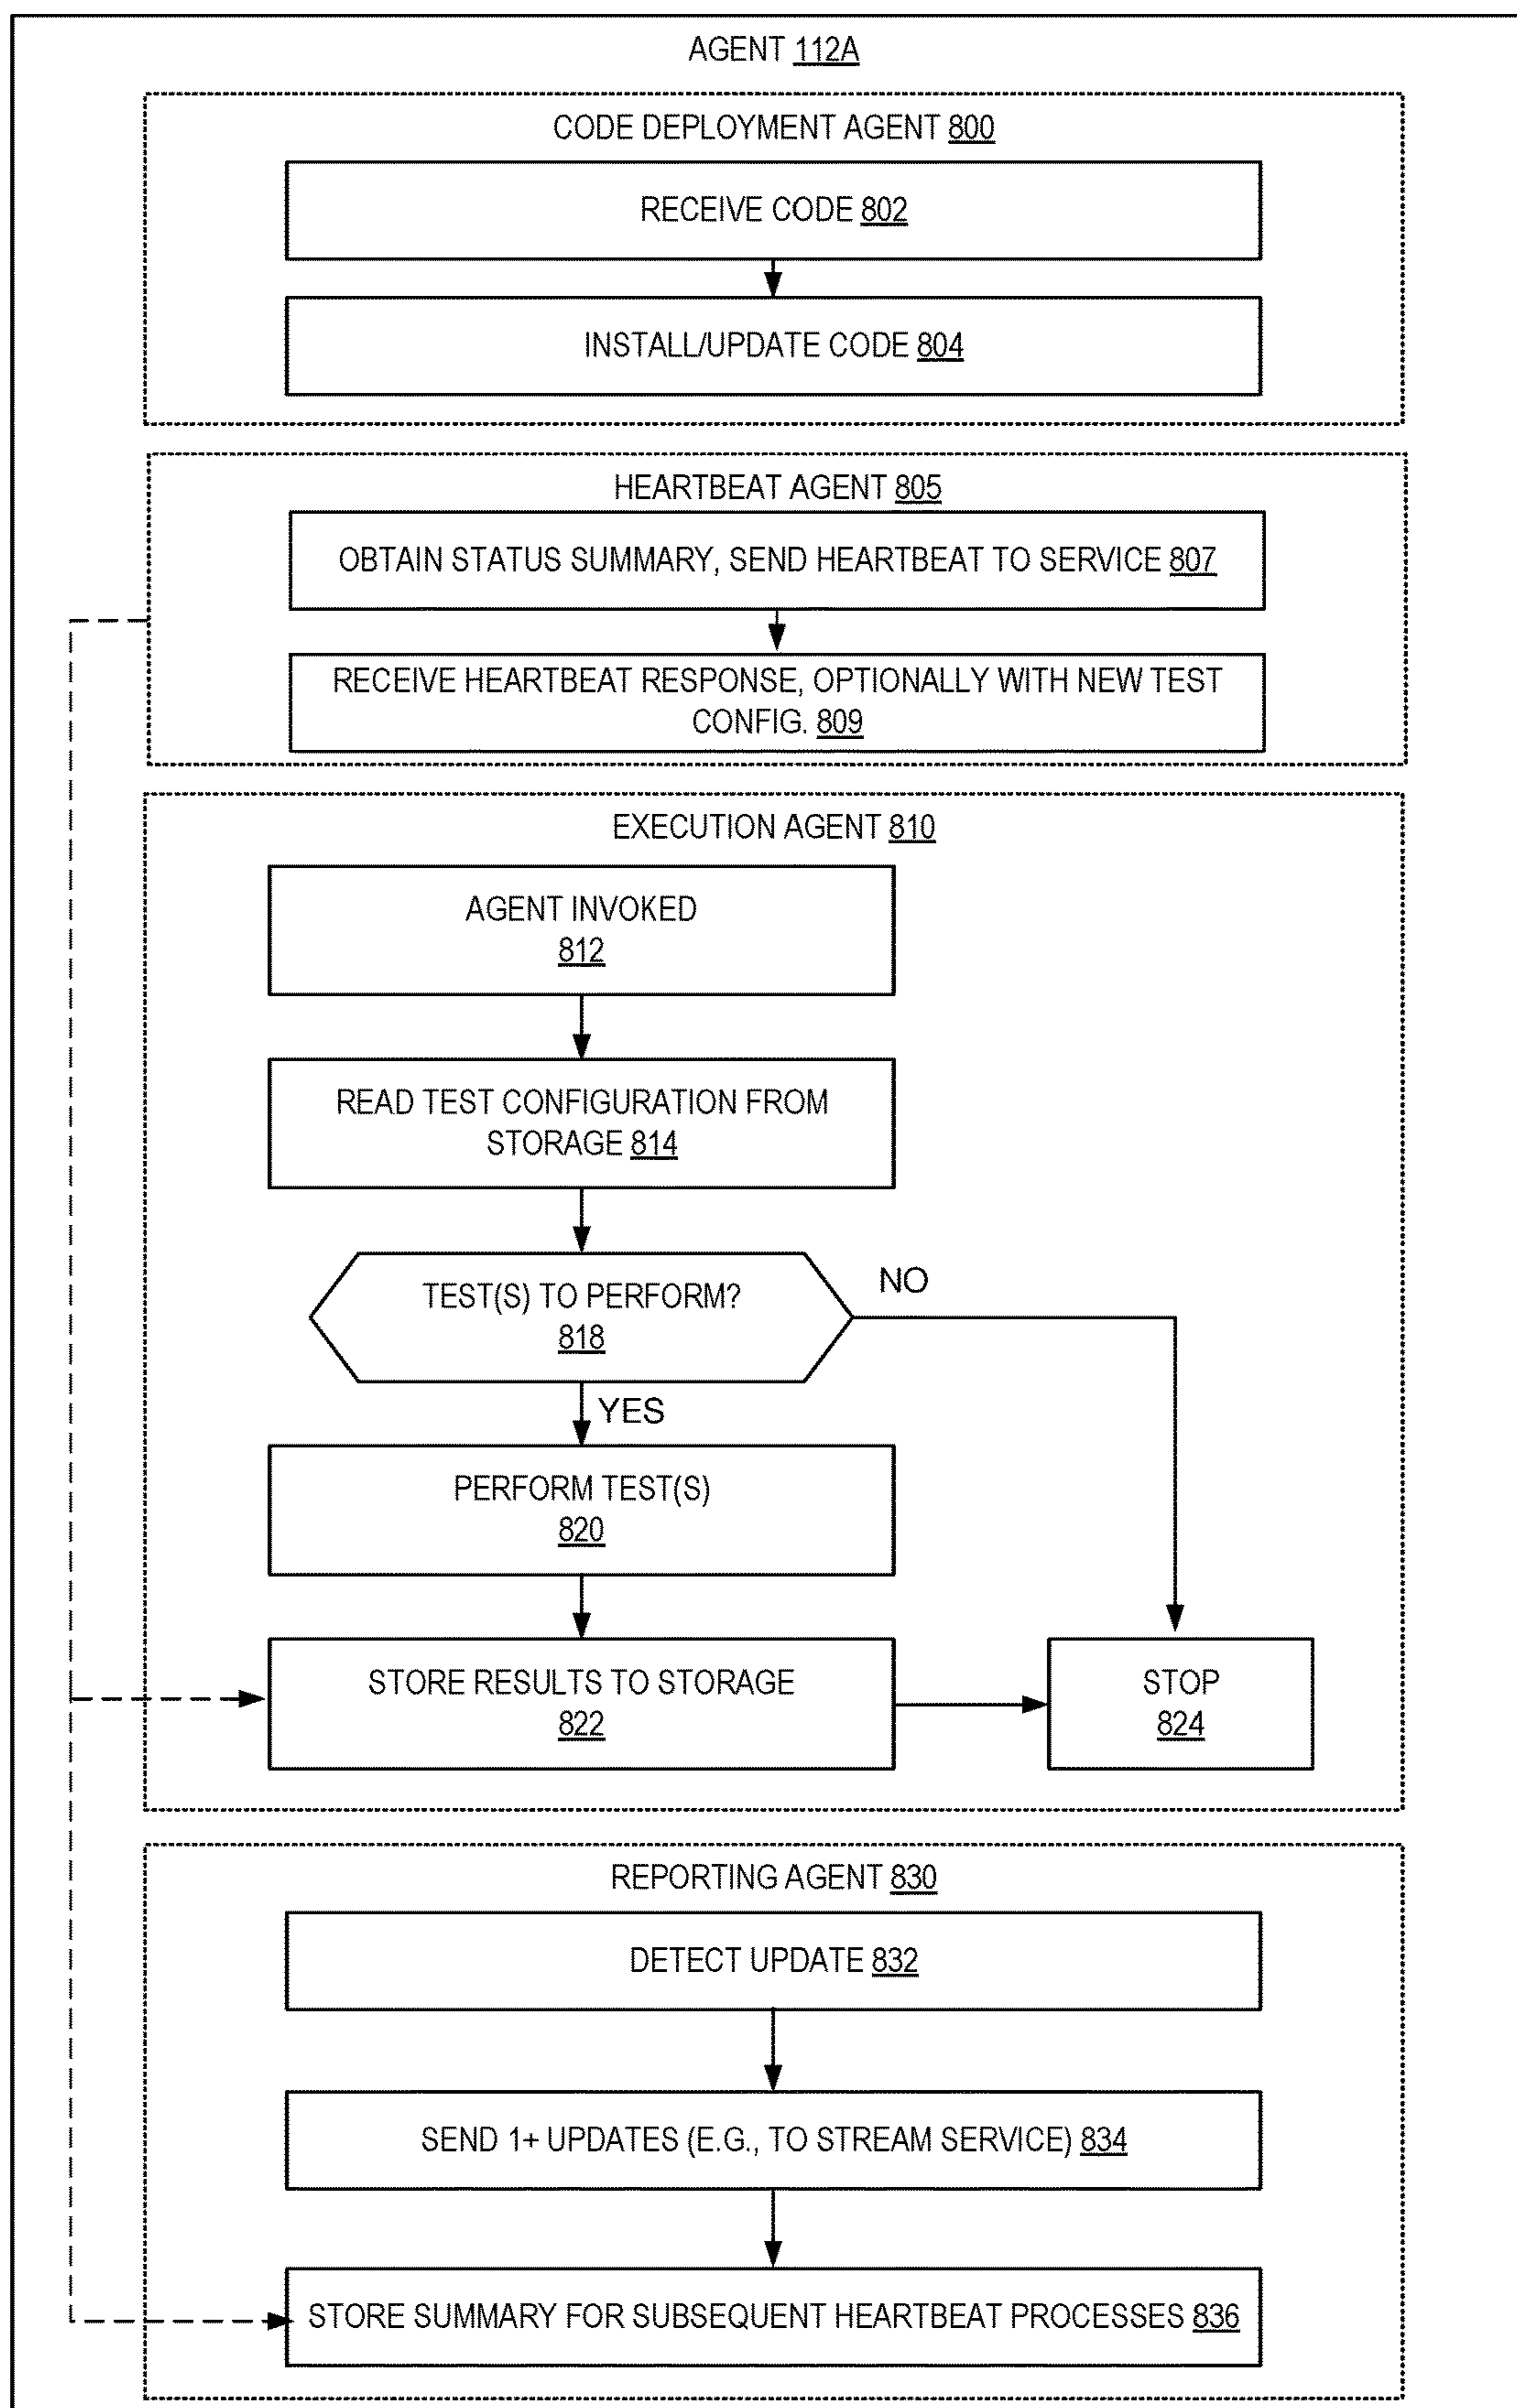 AGENT 112A
CODE DEPLOYMENT AGENT 800
RECEIVE CODE 802
INSTALL/UPDATE CODE 804
HEARTBEAT AGENT 805
OBTAIN STATUS SUMMARY, SEND HEARTBEAT TO SERVICE 807
RECEIVE HEARTBEAT RESPONSE, OPTIONALLY WITH NEW TEST
CONFIG. 809
EXECUTION AGENT 810
AGENT INVOKED
812
READ TEST CONFIGURATION FROM
STORAGE 814
TEST(S) TO PERFORM?
818
NO
YES
PERFORM TEST(S)
820
STORE RESULTS TO STORAGE
822
STOP
824
REPORTING AGENT 830
DETECT UPDATE 832
SEND 1+ UPDATES (E.G., TO STREAM SERVICE) 834
STORE SUMMARY FOR SUBSEQUENT HEARTBEAT PROCESSES 836